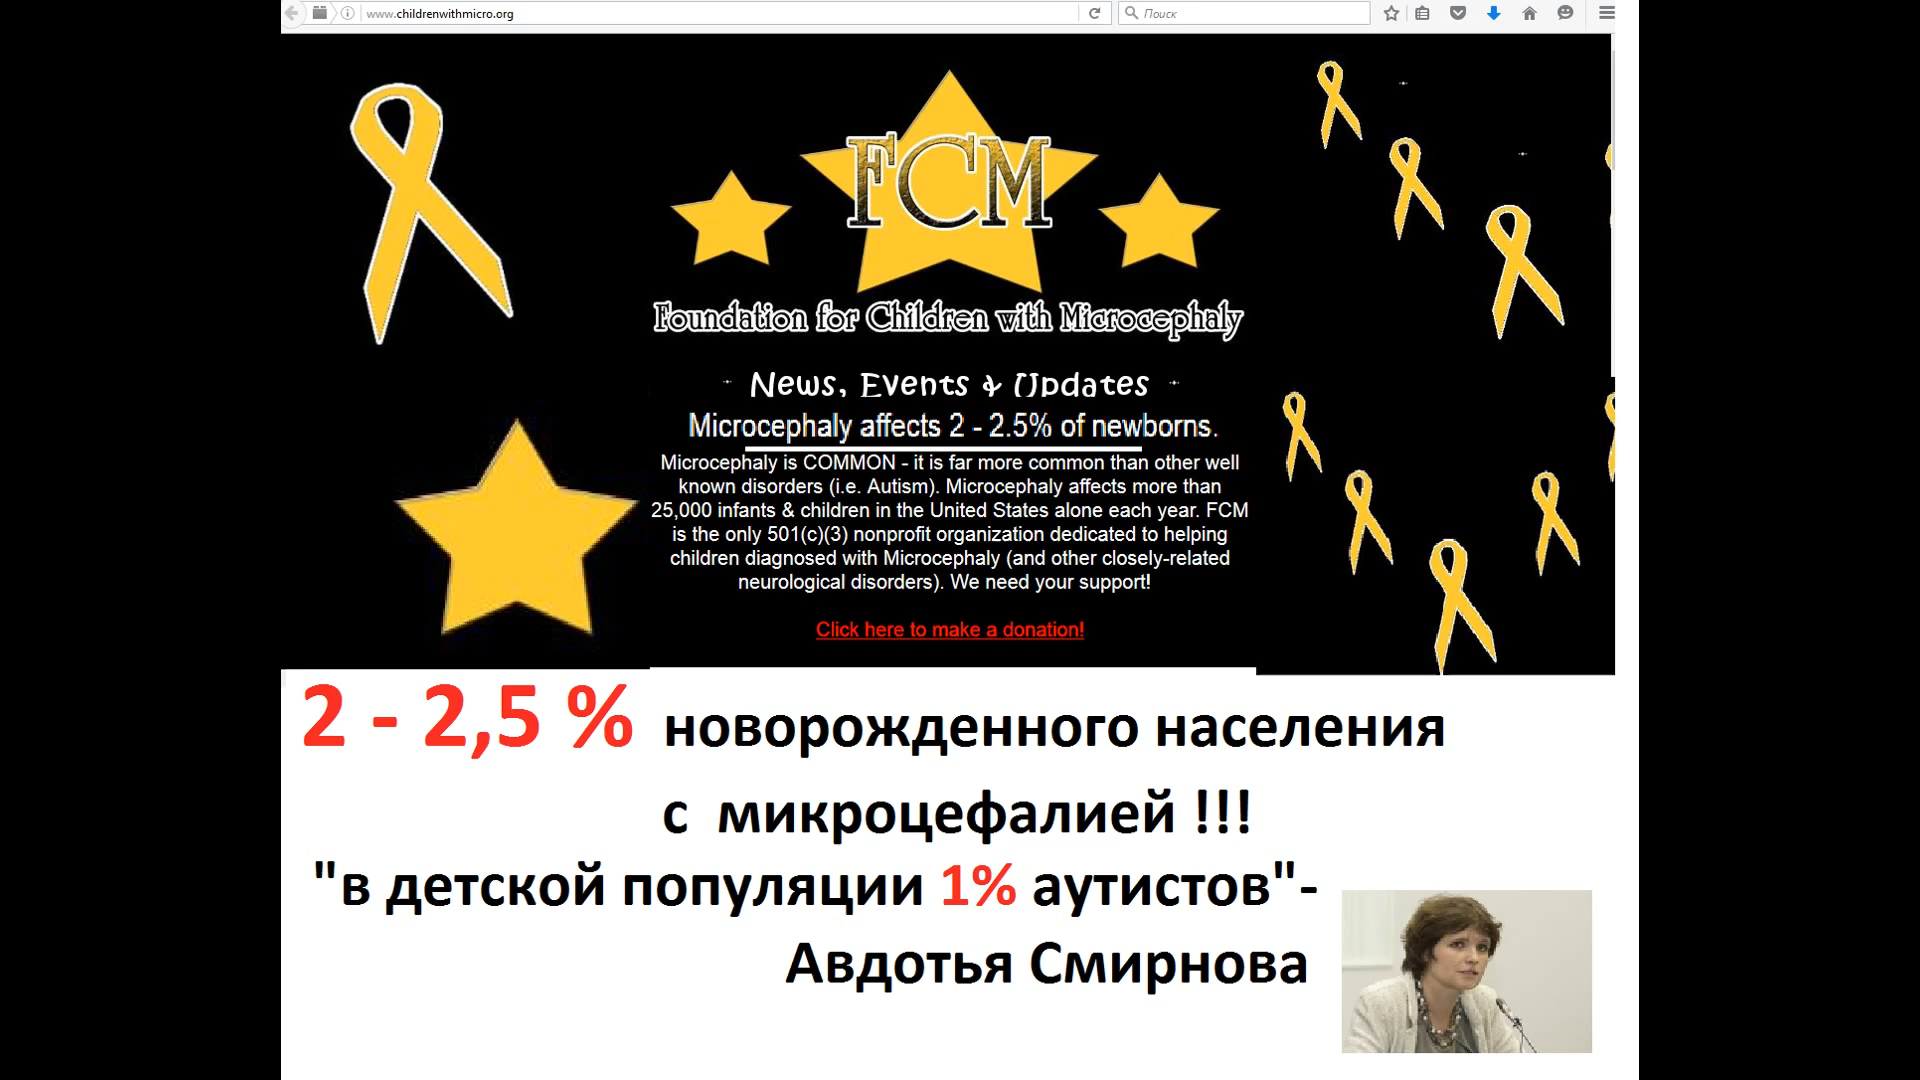 www.childrenwithmicro.org
Поиск
FCM
Foundation for Children with Microcephaly
News, Events & Updates
Microcephaly affects 2 - 2.5% of newborns.
Microcephaly is COMMON - it is far more common than other well
known disorders (i.e. Autism). Microcephaly affects more than
25,000 infants & children in the United States alone each year. FCM
is the only 501(c)(3) nonprofit organization dedicated to helping
children diagnosed with Microcephaly (and other closely-related
neurological disorders). We need your support!
Click here to make a donation!
2 - 2,5 % новорожденного населения
с микроцефалией !!!
"в детской популяции 1% аутистов"-
Авдотья Смирнова